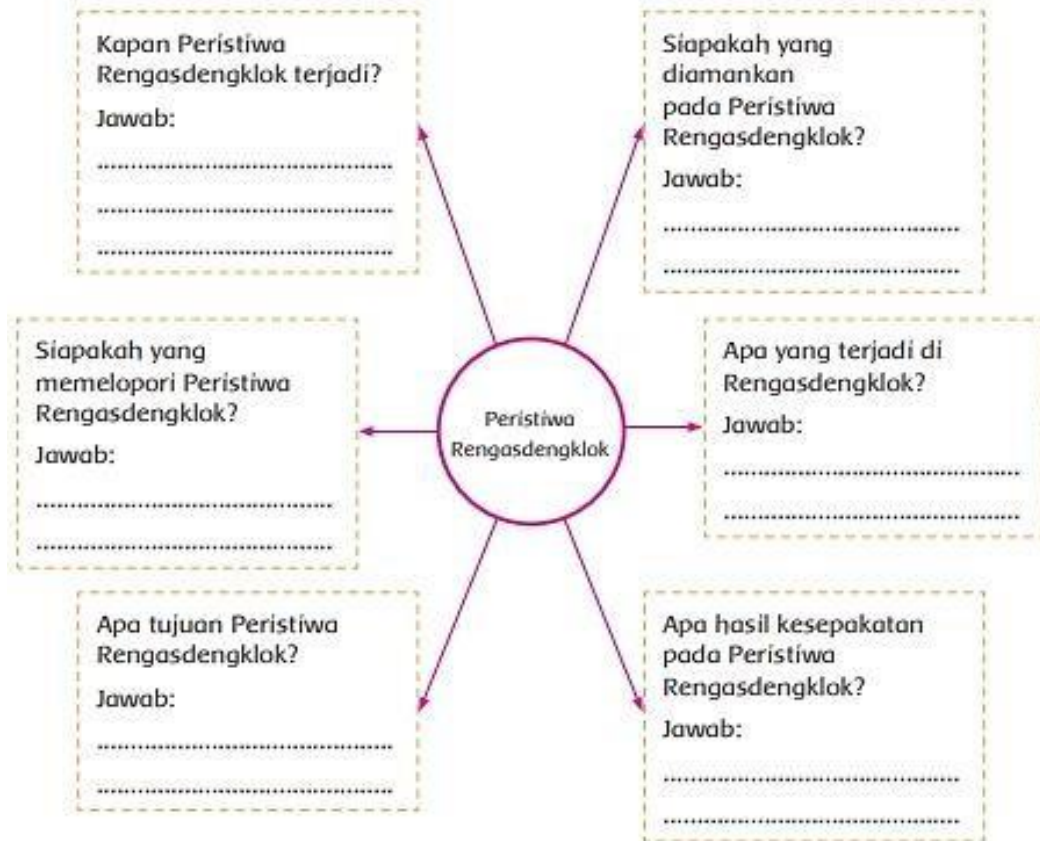 Kapan Peristiwa
Rengasdengklok terjadi?
Jawab:
............................................
............................................
............................................
Siapakah yang
diamankan
pada Peristiwa
Rengasdengklok?
Jawab:
............................................
............................................
Siapakah yang
memelopori Peristiwa
Rengasdengklok?
Jawab:
............................................
............................................
Peristiwa
Rengasdengklok
Apa yang terjadi di
Rengasdengklok?
Jawab:
............................................
............................................
Apa tujuan Peristiwa
Rengasdengklok?
Jawab:
............................................
............................................
Apa hasil kesepakatan
pada Peristiwa
Rengasdengklok?
Jawab:
............................................
............................................